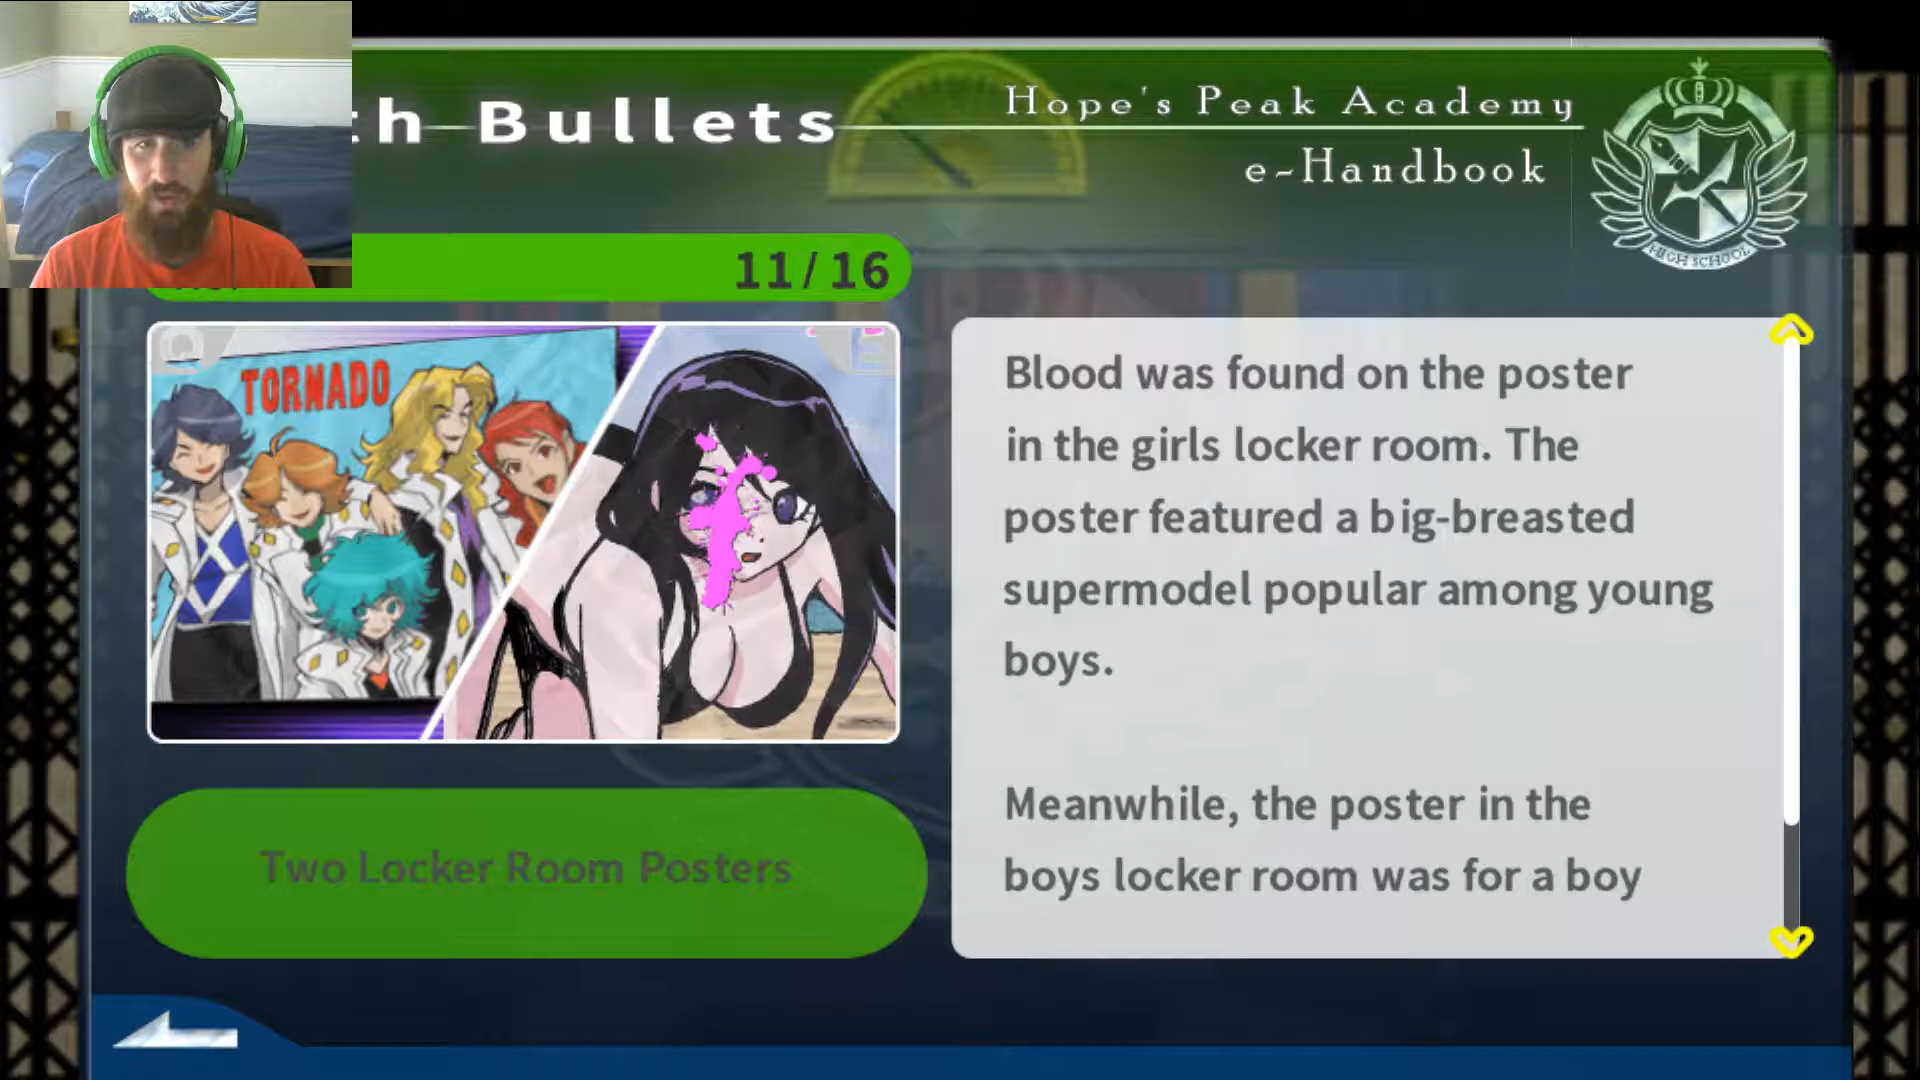 th Bullets
Hope's Peak Academy
e-Handbook
HIGH SCHOOL
11/16
TORNADO
Blood was found on the poster
in the girls locker room. The
poster featured a big-breasted
supermodel popular among young
boys.
Meanwhile, the poster in the
boys locker room was for a boy
Two Locker Room Posters